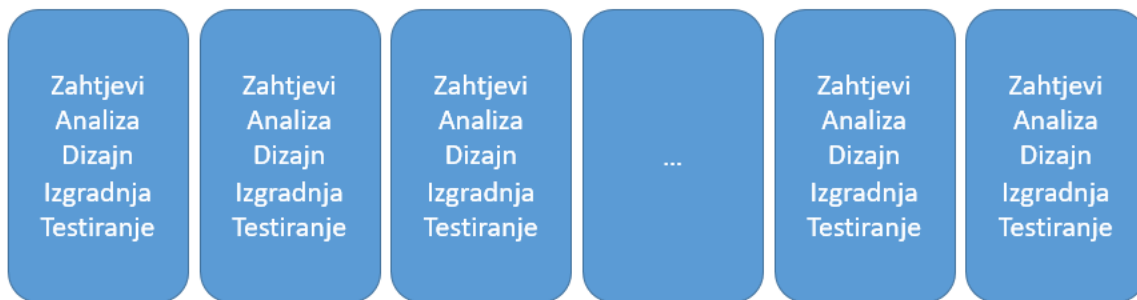 Zahtjevi
Analiza
Dizajn
Izgradnja
Testiranje
Zahtjevi
Analiza
Dizajn
Izgradnja
Testiranje
Zahtjevi
Analiza
Dizajn
Izgradnja
Testiranje
...
Zahtjevi
Analiza
Dizajn
Izgradnja
Testiranje
Zahtjevi
Analiza
Dizajn
Izgradnja
Testiranje